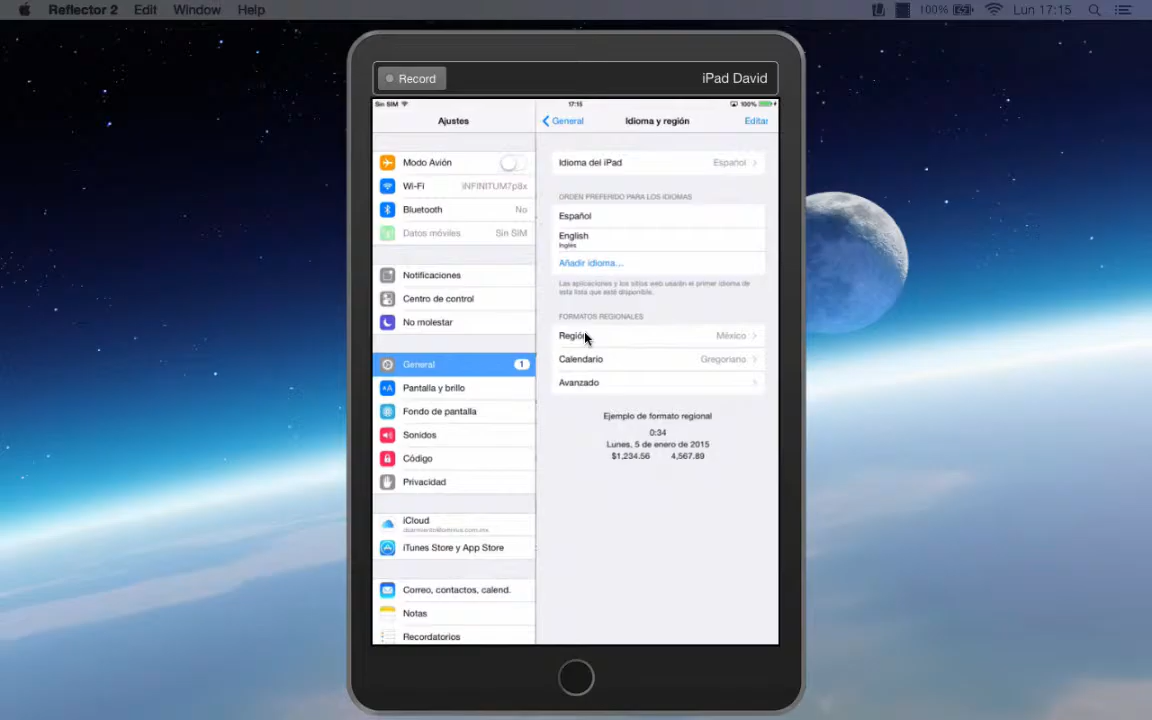 Reflector 2 Edit Window Help 100% Lun 17:15
Record iPad David
Sin SIM 17:15 100%
Ajustes
General Idioma y región Editar
Modo Avión
Wi-Fi INFINITUM7p8x
Bluetooth No
Datos móviles Sin SIM
Notificaciones
Centro de control
No molestar
General 1
Pantalla y brillo
Fondo de pantalla
Sonidos
Código
Privacidad
iCloud
iTunes Store y App Store
Correo, contactos, calend.
Notas
Recordatorios
Idioma del iPad Español
ORDEN PREFERIDO PARA LOS IDIOMAS
Español
English
Inglés
Añadir idioma...
Las aplicaciones y los sitios web usarán el primer idioma de
esta lista que esté disponible.
FORMATOS REGIONALES
Región México
Calendario Gregoriano
Avanzado
Ejemplo de formato regional
0:34
Lunes, 5 de enero de 2015
$1,234.56 4,567.89